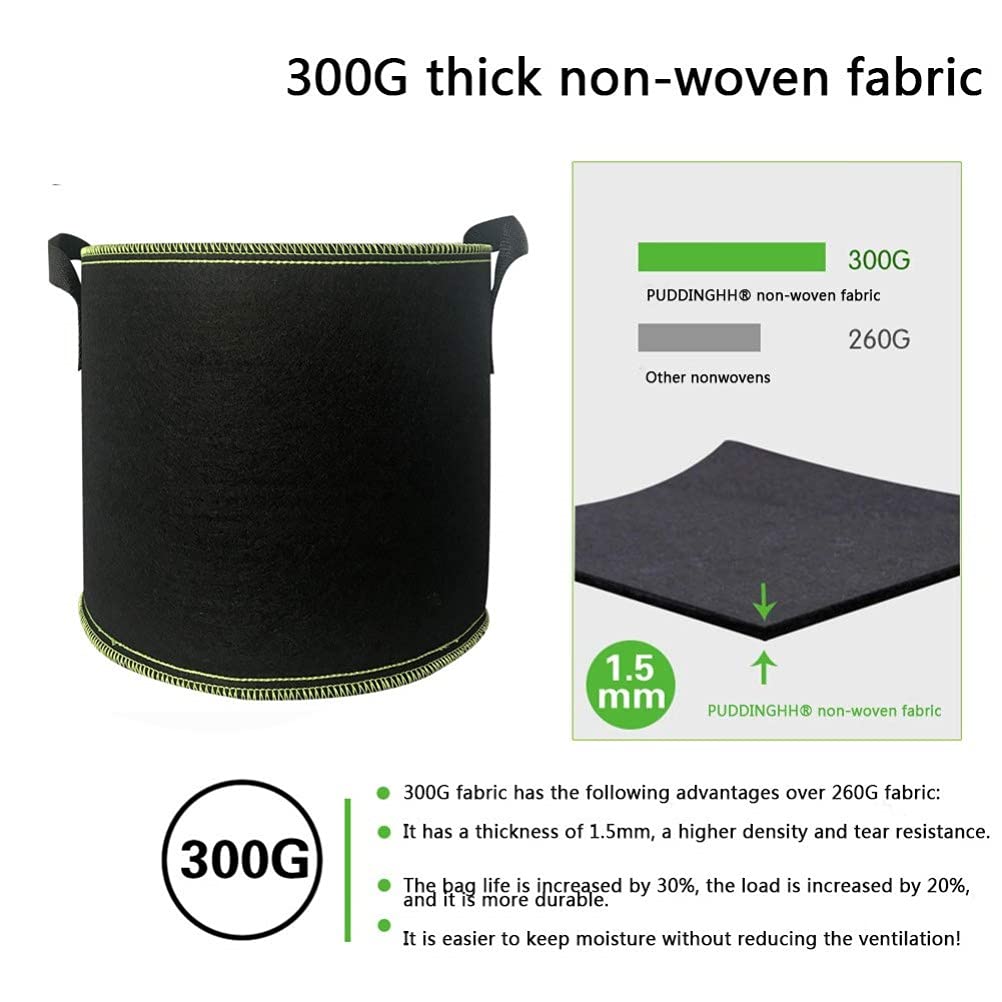 300G thick non-woven fabric
300G
PUDDINGHH® non-woven fabric
260G
Other nonwovens
1.5
mm
PUDDINGHH® non-woven fabric
300G
300G fabric has the following advantages over 260G fabric:
It has a thickness of 1.5mm, a higher density and tear resistance.
The bag life is increased by 30%, the load is increased by 20%,
and it is more durable.
It is easier to keep moisture without reducing the ventilation!